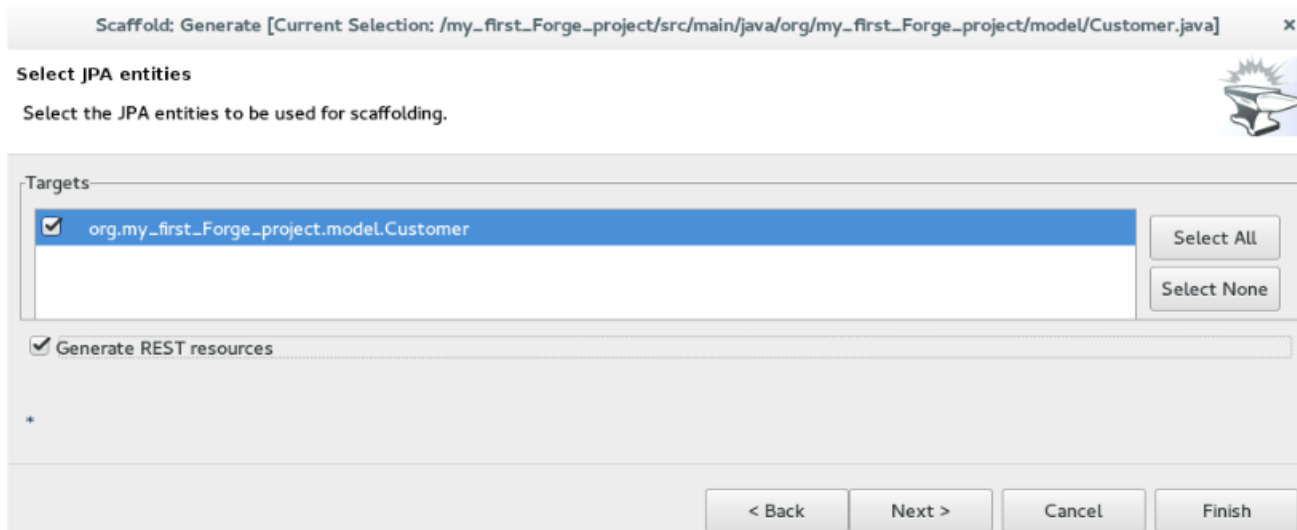 Scaffold: Generate [Current Selection: /my_first_Forge_project/src/main/java/org/my_first_Forge_project/model/Customer.java] ×
Select JPA entities
Select the JPA entities to be used for scaffolding.
Targets
org.my_first_Forge_project.model.Customer
Select All
Select None
Generate REST resources
*
< Back Next > Cancel Finish